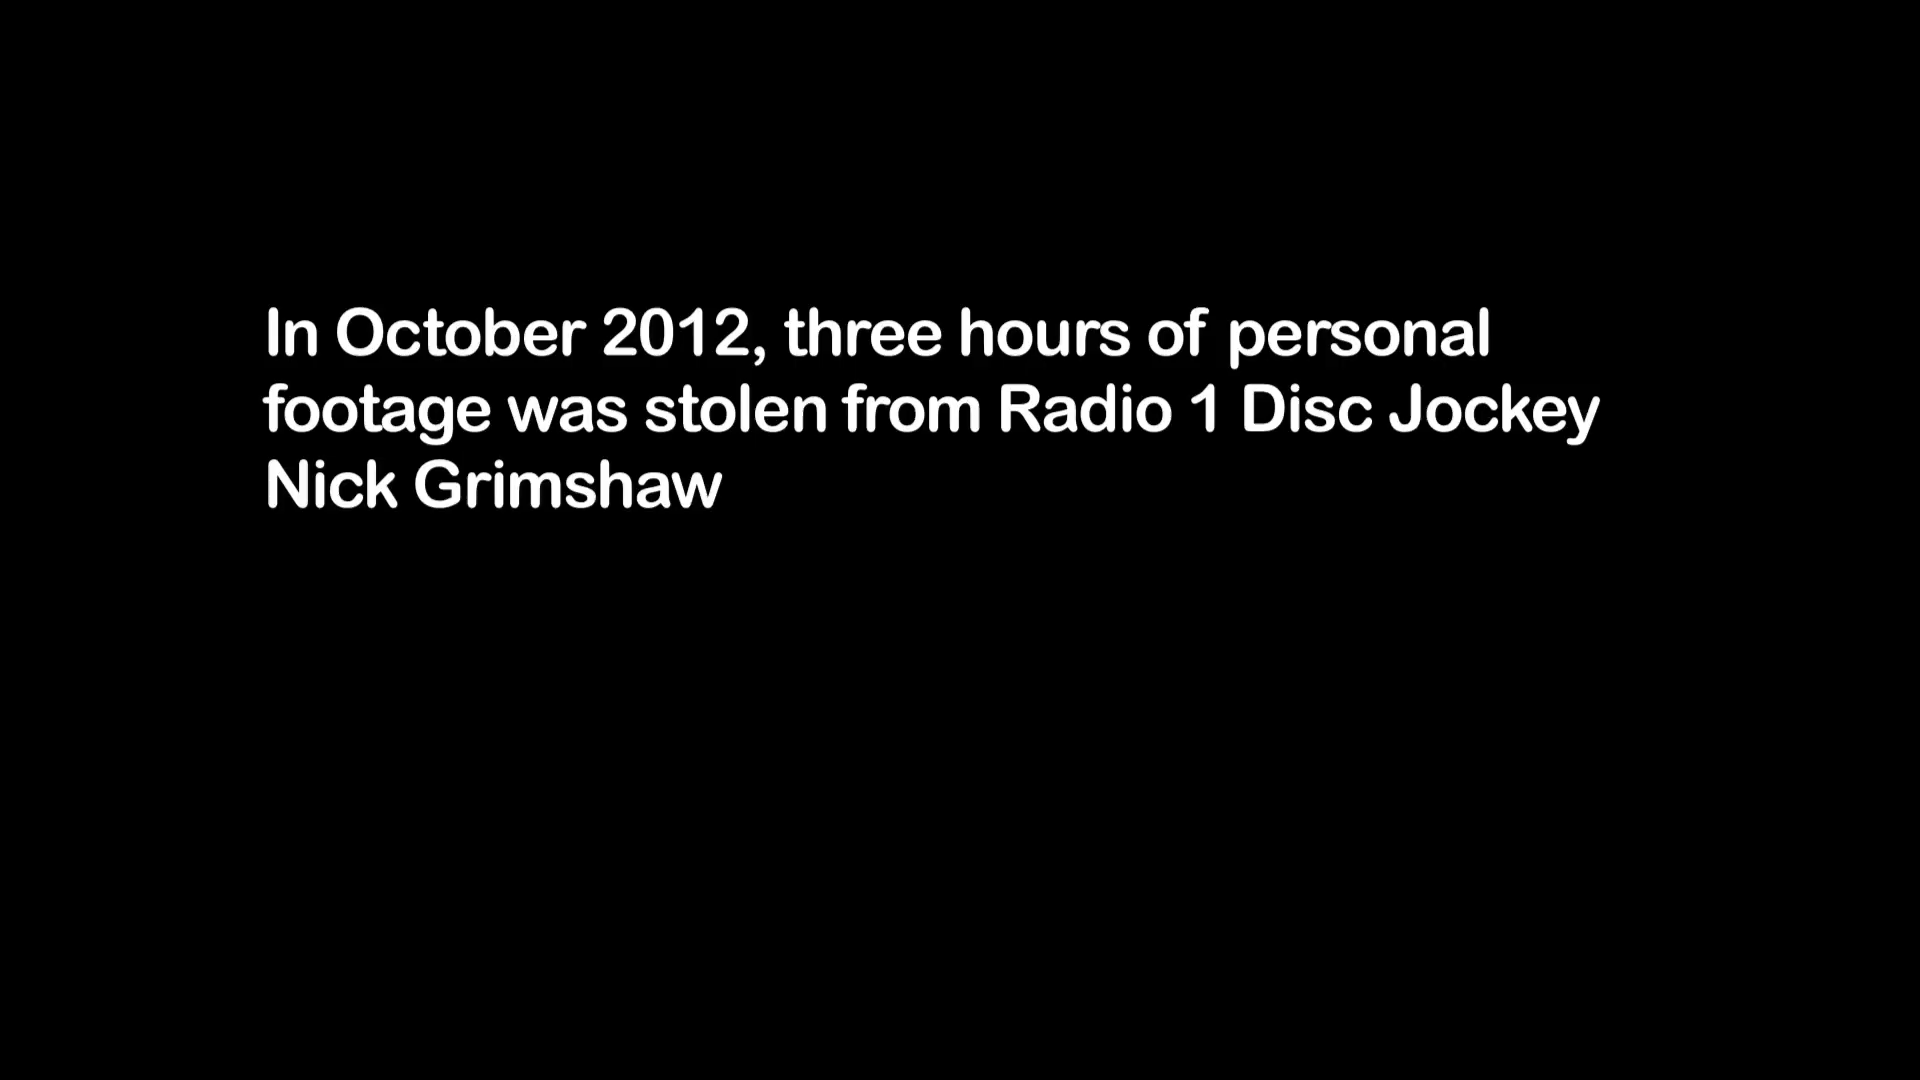 In October 2012, three hours of personal
footage was stolen from Radio 1 Disc Jockey
Nick Grimshaw